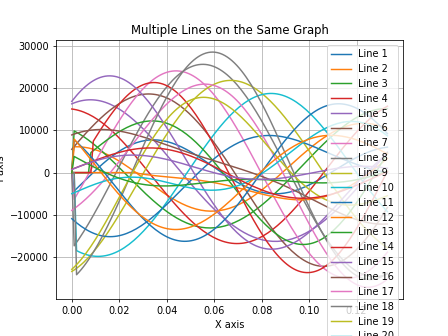 Multiple Lines on the Same Graph
30000
20000
10000
0
−10000
−20000
0.00
0.02
0.04
0.06
0.08
0.10
X axis
Line 1
Line 2
Line 3
Line 4
Line 5
Line 6
Line 7
Line 8
Line 9
Line 10
Line 11
Line 12
Line 13
Line 14
Line 15
Line 16
Line 17
Line 18
Line 19
Line 20